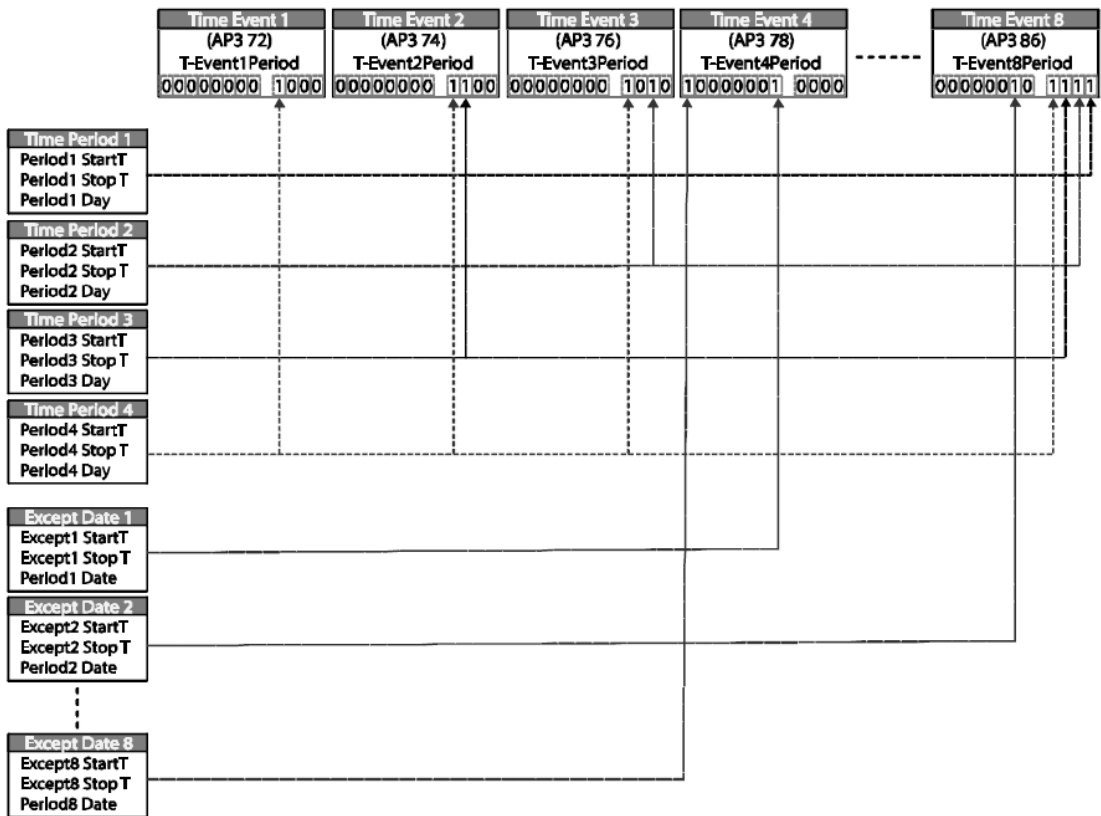 Time Event 1
(AP3 72)
T-Event1Period
00000000 1000
Time Event 2
(AP3 74)
T-Event2Period
00000000 1100
Time Event 3
(AP3 76)
T-Event3Period
00000000 1010
Time Event 4
(AP3 78)
T-Event4Period
10000001 0000
Time Event 8
(AP3 86)
T-Event8Period
00000010 1111
Time Period 1
Period1 StartT
Period1 Stop T
Period1 Day
Time Period 2
Period2 StartT
Period2 Stop T
Period2 Day
Time Period 3
Period3 StartT
Period3 Stop T
Period3 Day
Time Period 4
Period4 StartT
Period4 Stop T
Period4 Day
Except Date 1
Except1 StartT
Except1 Stop T
Period1 Date
Except Date 2
Except2 StartT
Except2 Stop T
Period2 Date
Except Date 8
Except8 StartT
Except8 Stop T
Period8 Date